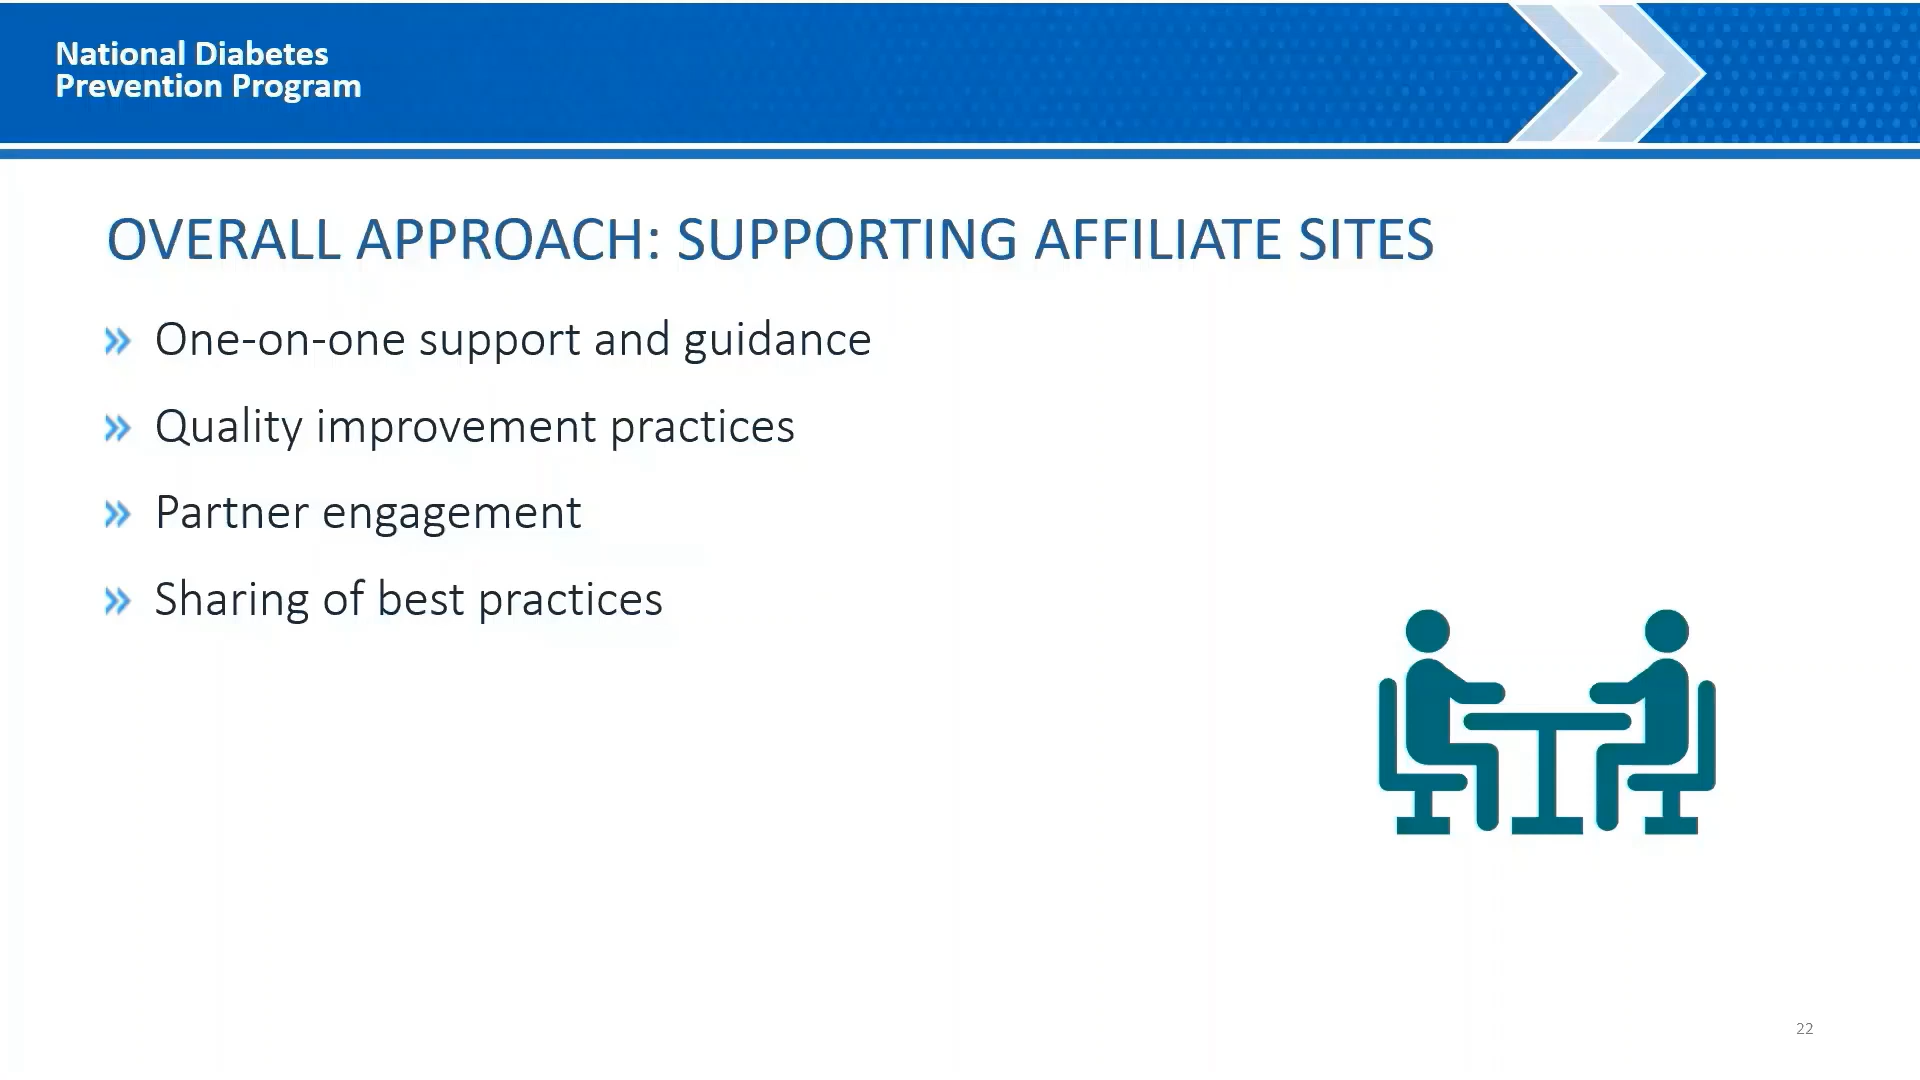 National Diabetes
Prevention Program
OVERALL APPROACH: SUPPORTING AFFILIATE SITES
One-on-one support and guidance
Quality improvement practices
Partner engagement
Sharing of best practices
22